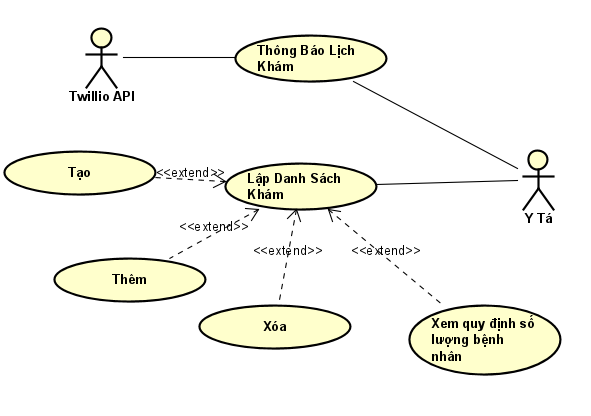 Thông Báo Lịch
Khám
Twillio API
Tạo
<<extend>>
Lập Danh Sách
Khám
Y Tá
<<extend>>
<<extend>>
<<extend>>
Thêm
Xóa
Xem quy định số
lượng bệnh
nhân